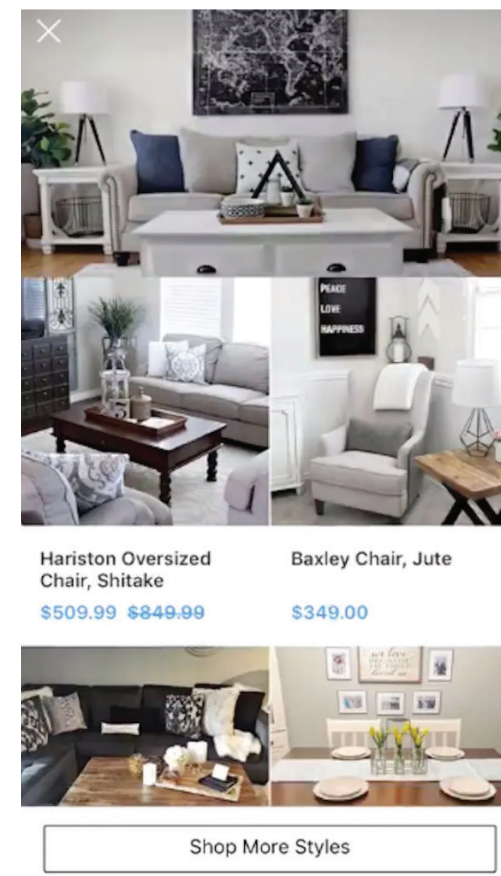 PEACE
LOVE
HAPPINESS
Hariston Oversized
Chair, Shitake
$509.99 $849.99
Baxley Chair, Jute
$349.00
Shop More Styles